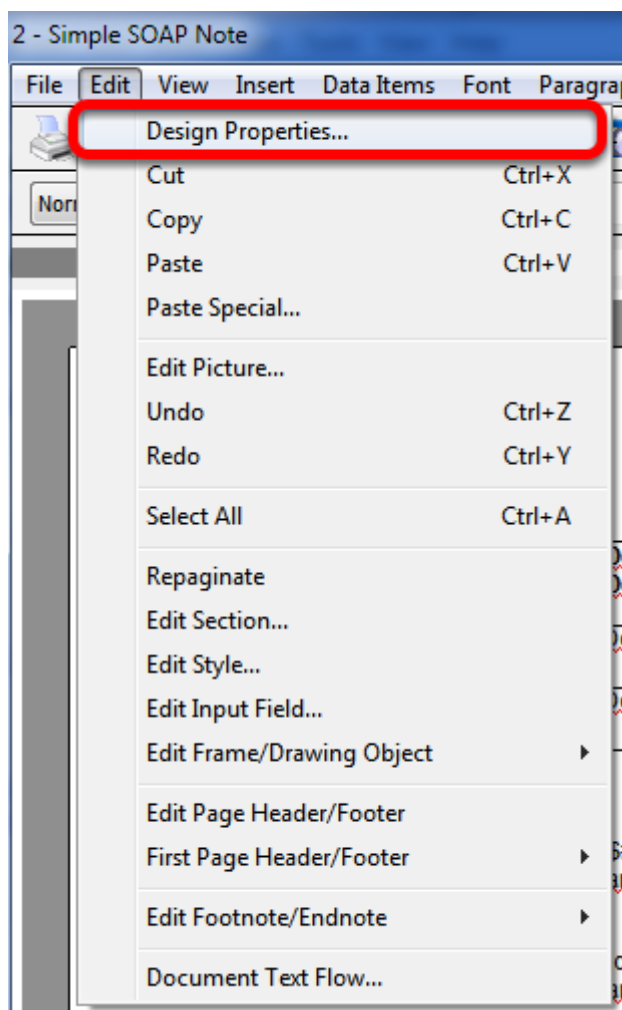 2 - Simple SOAP Note
File Edit View Insert Data Items Font
Design Properties...
Cut Ctrl+X
Copy Ctrl+C
Paste Ctrl+V
Paste Special...
Edit Picture...
Undo Ctrl+Z
Redo Ctrl+Y
Select All Ctrl+A
Repaginate
Edit Section...
Edit Style...
Edit Input Field...
Edit Frame/Drawing Object
Edit Page Header/Footer
First Page Header/Footer
Edit Footnote/Endnote
Document Text Flow...